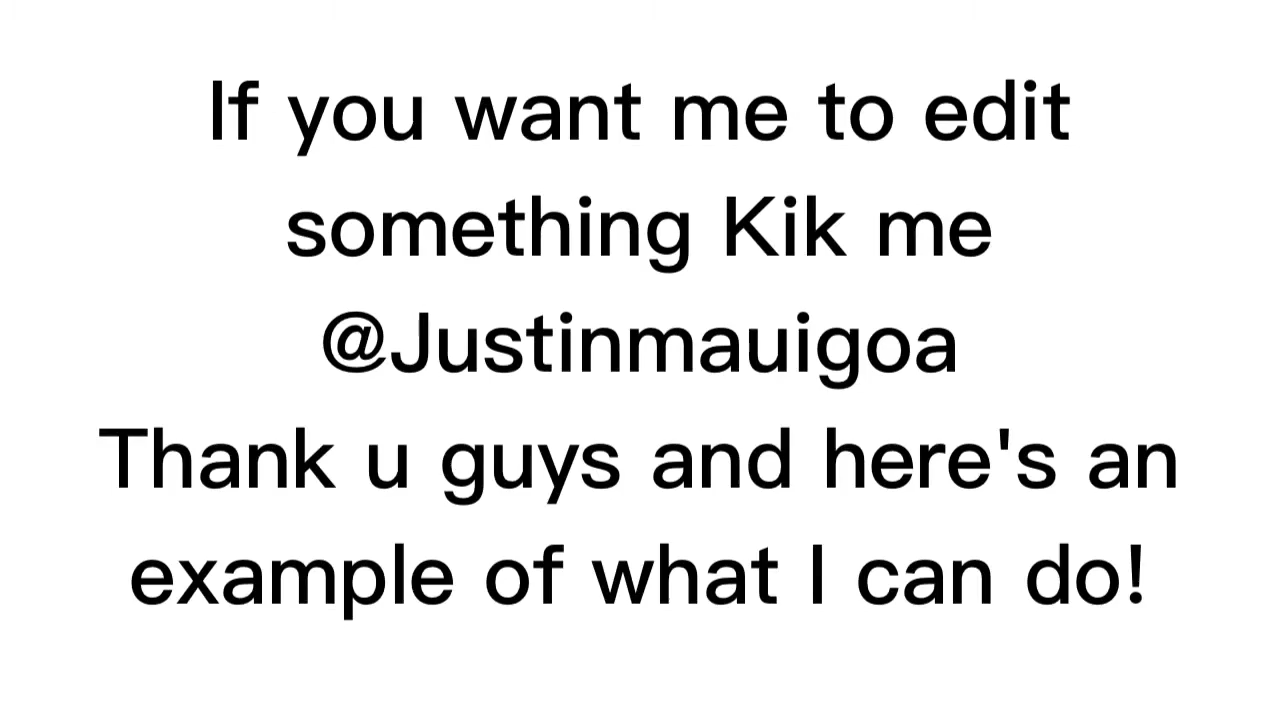 If you want me to edit
something Kik me
@Justinmauigoa
Thank u guys and here's an
example of what I can do!